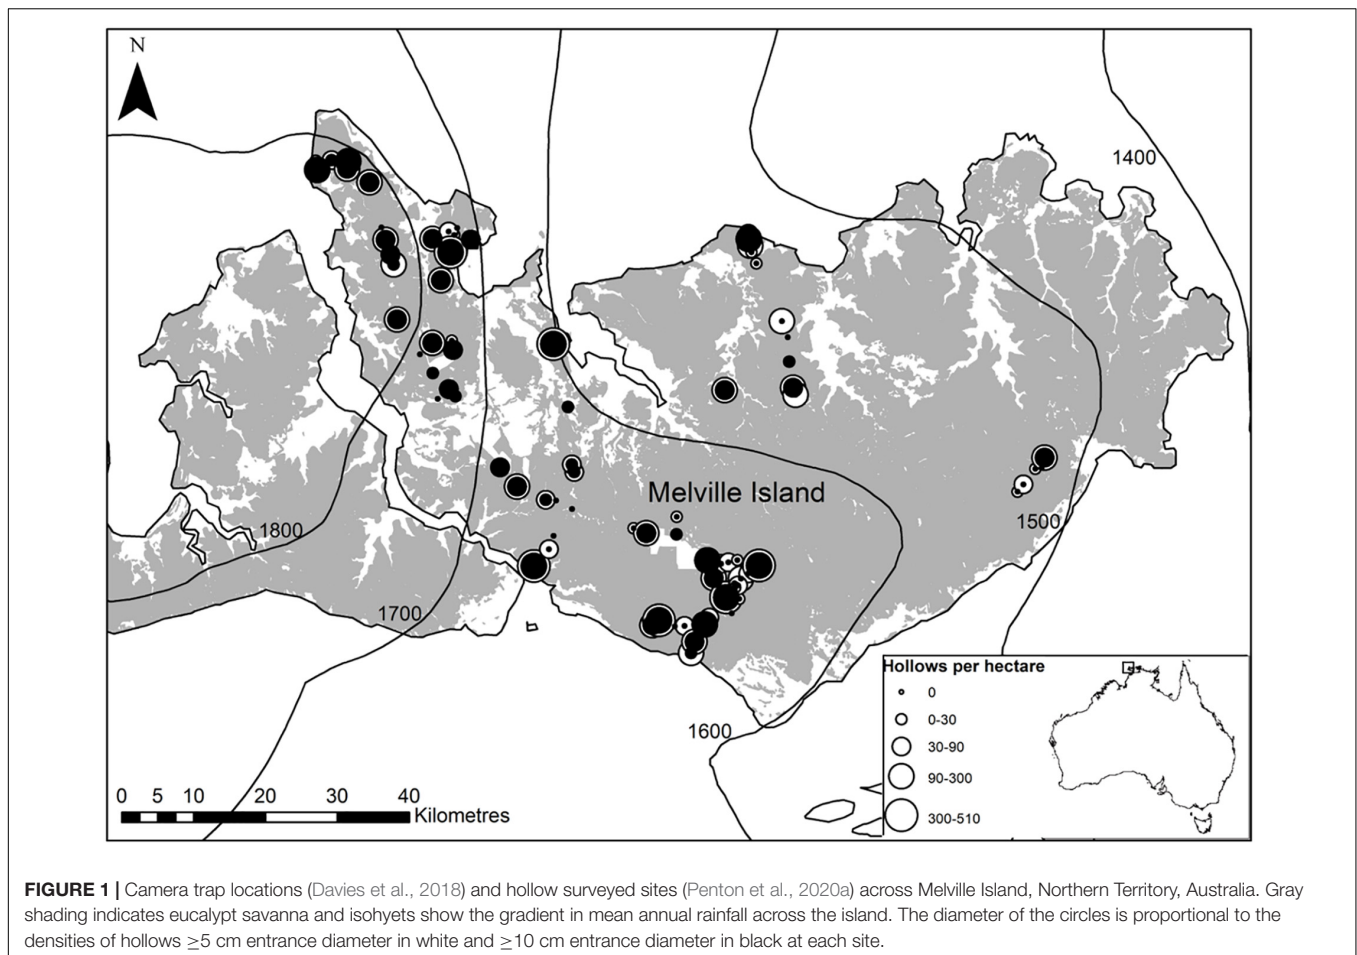 N
1400
Melville Island
1500
1800
1700
1600
Hollows per hectare
0
0-30
30-90
90-300
300-510
0 5 10 20 30 40
Kilometres
FIGURE 1 | Camera trap locations (Davies et al., 2018) and hollow surveyed sites (Penton et al., 2020a) across Melville Island, Northern Territory, Australia. Gray
shading indicates eucalypt savanna and isohyets show the gradient in mean annual rainfall across the island. The diameter of the circles is proportional to the
densities of hollows ≥5 cm entrance diameter in white and ≥10 cm entrance diameter in black at each site.